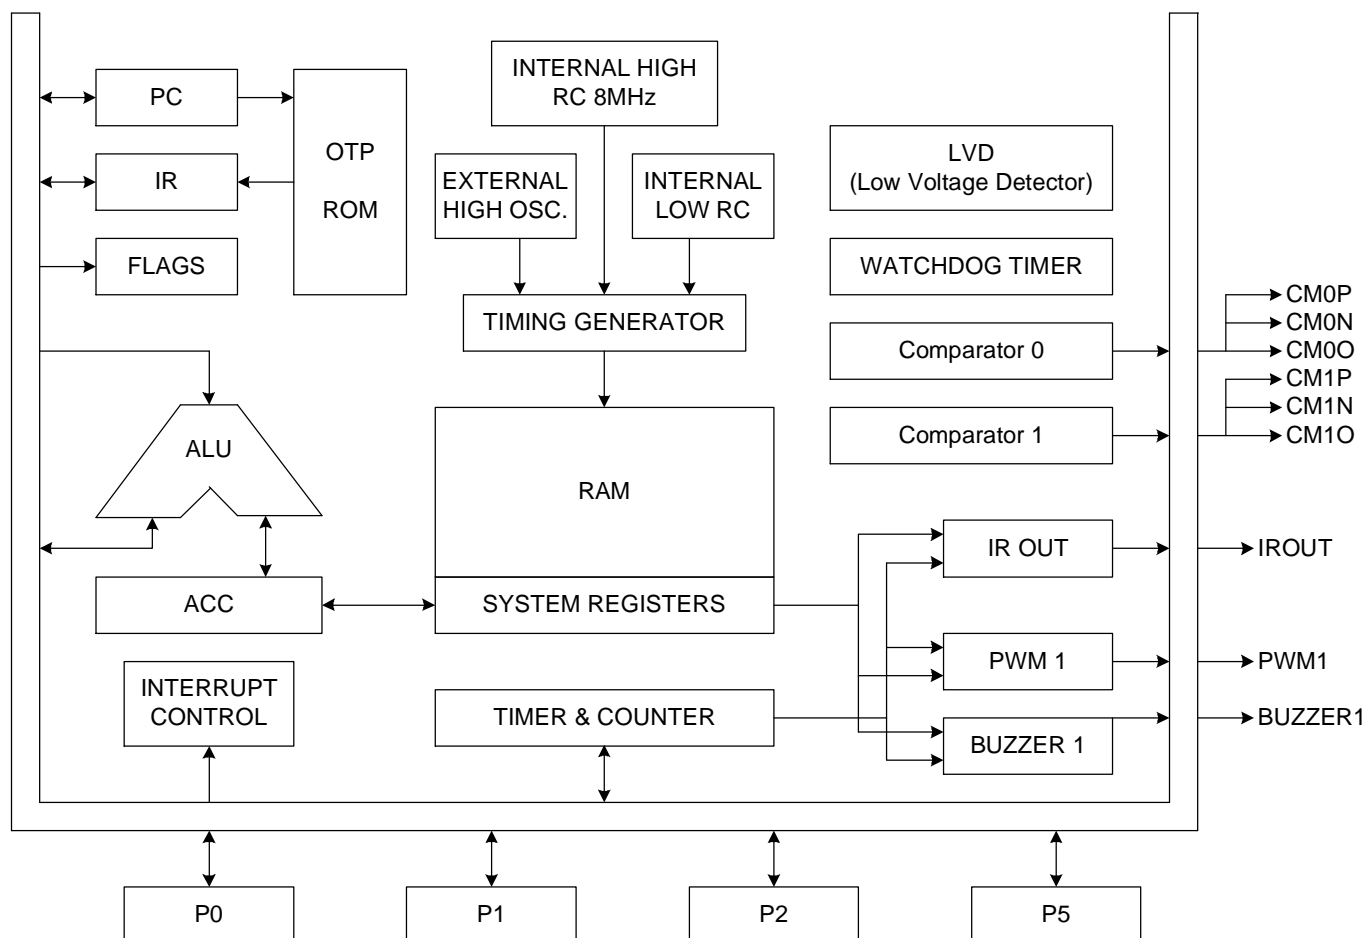 INTERNAL HIGH
RC 8MHz
PC
OTP
ROM
IR
EXTERNAL
HIGH OSC.
INTERNAL
LOW RC
LVD
(Low Voltage Detector)
FLAGS
WATCHDOG TIMER
TIMING GENERATOR
Comparator 0
CM0P
CM0N
CM0O
CM1P
CM1N
CM1O
Comparator 1
ALU
RAM
IR OUT
IROUT
ACC
SYSTEM REGISTERS
PWM 1
PWM1
INTERRUPT
CONTROL
TIMER & COUNTER
BUZZER 1
BUZZER1
P0
P1
P2
P5